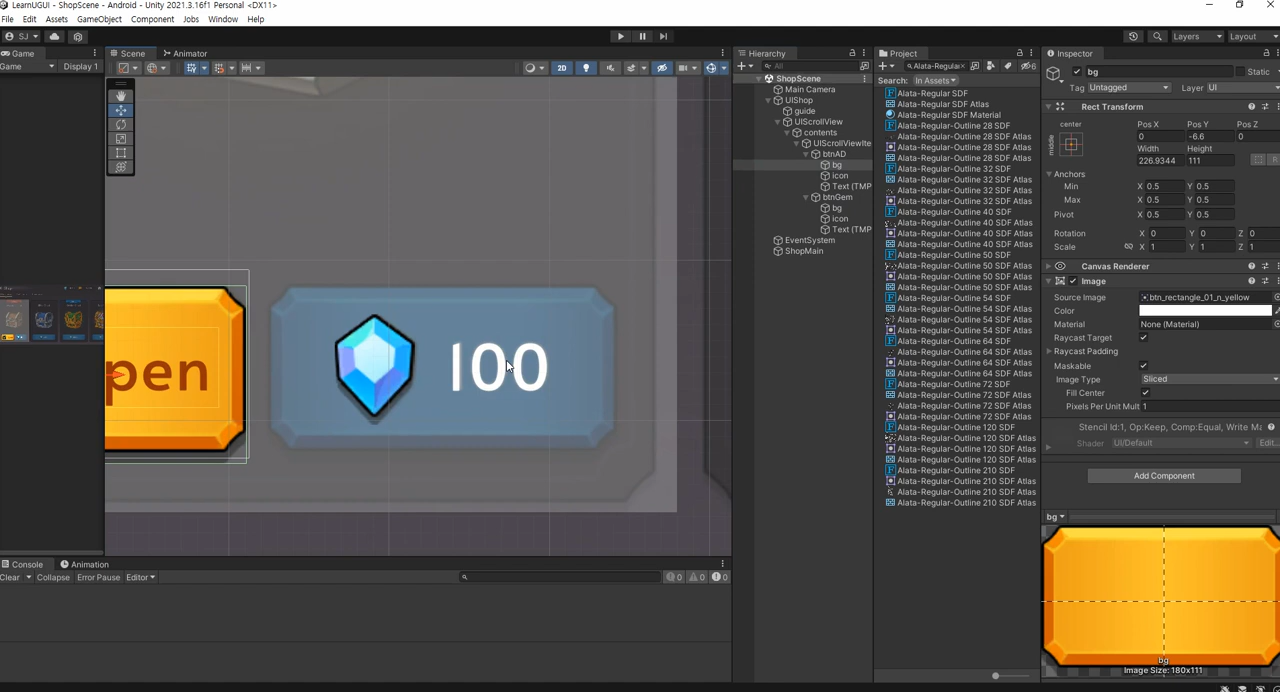 LearnUGUI - ShopScene - Android - Unity 2021.3.16f1 Personal <DX11>
File Edit Assets GameObject Component Jobs Window Help
SJ
Layers Layout
Game
Scene
Animator
Hierarchy
Project
Inspector
Game Display 1
2D
All
Alata-Regular
6
bg
Static
Tag Untagged Layer UI
Search: In Assets
ShopScene
Main Camera
UIShop
guide
UIScrollView
contents
UIScrollViewIte
btnAD
bg
icon
Text (TMP
btnGem
bg
icon
Text (TMP
EventSystem
ShopMain
Alata-Regular SDF
Alata-Regular SDF Atlas
Alata-Regular SDF Material
Alata-Regular-Outline 28 SDF
Alata-Regular-Outline 28 SDF Atlas
Alata-Regular-Outline 28 SDF Atlas
Alata-Regular-Outline 28 SDF Atlas
Alata-Regular-Outline 32 SDF
Alata-Regular-Outline 32 SDF Atlas
Alata-Regular-Outline 32 SDF Atlas
Alata-Regular-Outline 32 SDF Atlas
Alata-Regular-Outline 40 SDF
Alata-Regular-Outline 40 SDF Atlas
Alata-Regular-Outline 40 SDF Atlas
Alata-Regular-Outline 40 SDF Atlas
Alata-Regular-Outline 50 SDF
Alata-Regular-Outline 50 SDF Atlas
Alata-Regular-Outline 50 SDF Atlas
Alata-Regular-Outline 50 SDF Atlas
Alata-Regular-Outline 54 SDF
Alata-Regular-Outline 54 SDF Atlas
Alata-Regular-Outline 54 SDF Atlas
Alata-Regular-Outline 54 SDF Atlas
Alata-Regular-Outline 64 SDF
Alata-Regular-Outline 64 SDF Atlas
Alata-Regular-Outline 64 SDF Atlas
Alata-Regular-Outline 64 SDF Atlas
Alata-Regular-Outline 72 SDF
Alata-Regular-Outline 72 SDF Atlas
Alata-Regular-Outline 72 SDF Atlas
Alata-Regular-Outline 72 SDF Atlas
Alata-Regular-Outline 120 SDF
Alata-Regular-Outline 120 SDF Atlas
Alata-Regular-Outline 120 SDF Atlas
Alata-Regular-Outline 120 SDF Atlas
Alata-Regular-Outline 210 SDF
Alata-Regular-Outline 210 SDF Atlas
Alata-Regular-Outline 210 SDF Atlas
Alata-Regular-Outline 210 SDF Atlas
Rect Transform
center
middle
Pos X Pos Y Pos Z
0 -6.6 0
Width Height
226.9344 111
R
Anchors
Min X 0.5 Y 0.5
Max X 0.5 Y 0.5
Pivot X 0.5 Y 0.5
Rotation X 0 Y 0 Z 0
Scale X 1 Y 1 Z 1
Canvas Renderer
Image
Source Image btn_rectangle_01_n_yellow
Color
Material None (Material)
Raycast Target
Raycast Padding
Maskable
Image Type Sliced
Fill Center
Pixels Per Unit Mult 1
Stencil Id:1, Op:Keep, Comp:Equal, Write Ma
Shader UI/Default Edit...
Add Component
bg
bg
Image Size: 180x111
pen
100
Console
Animation
Clear Collapse Error Pause Editor
0 0 0